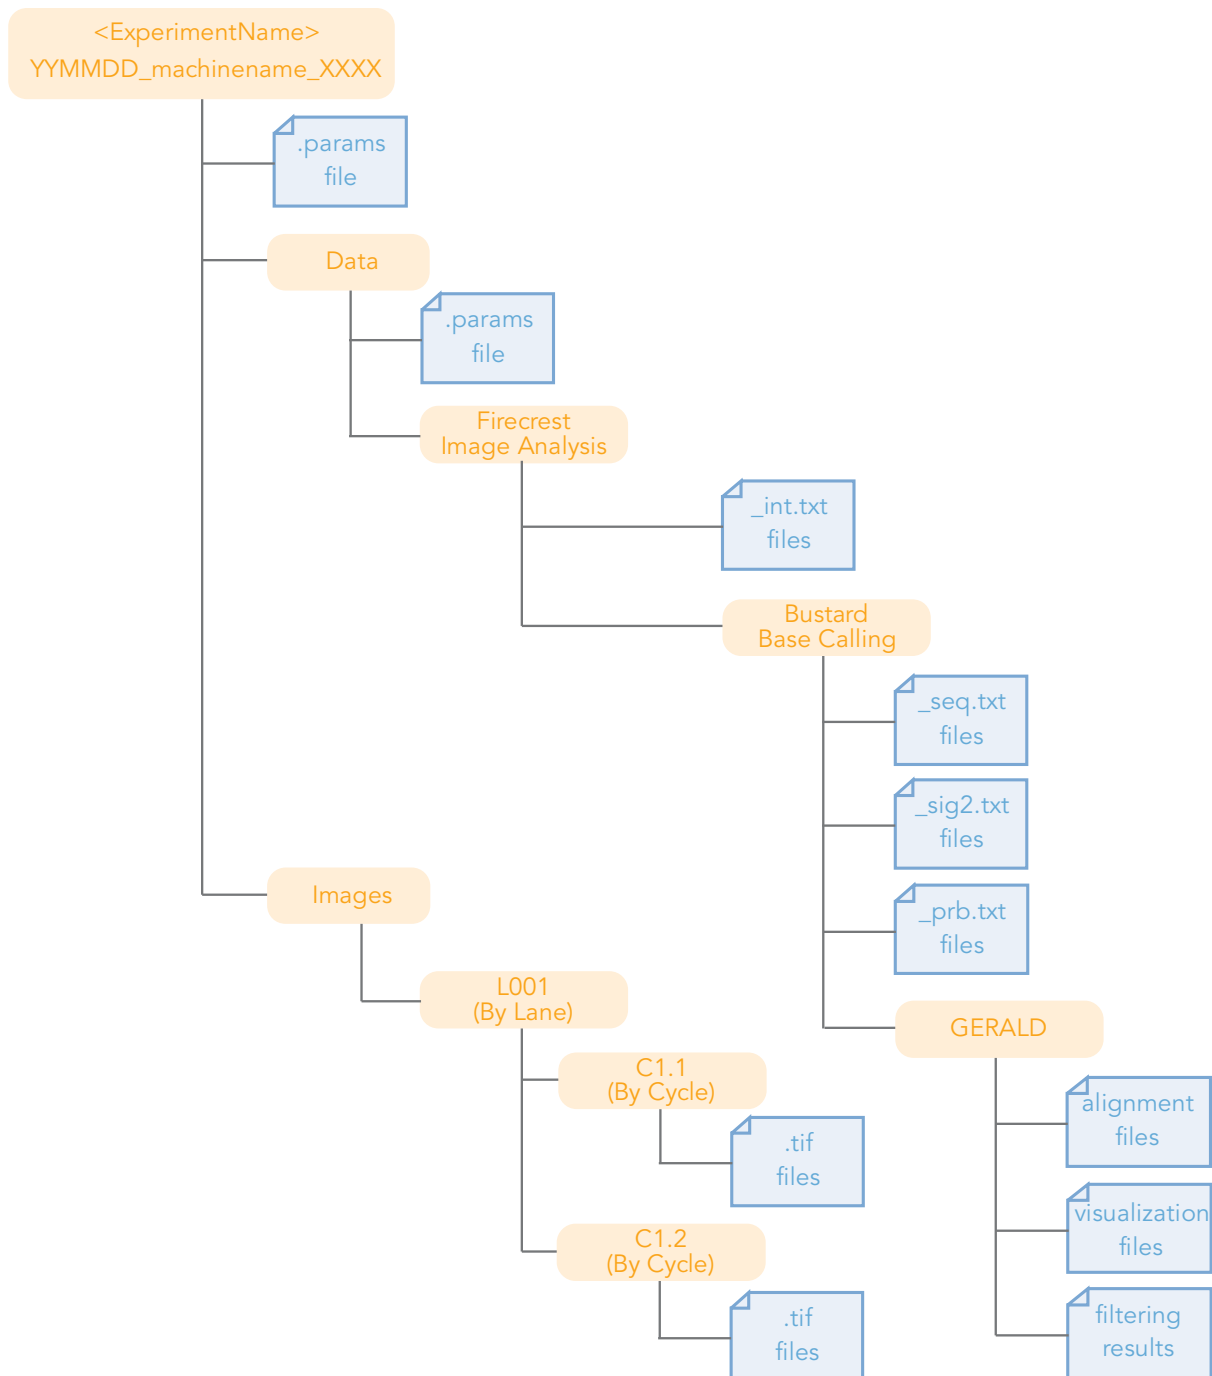 <ExperimentName>
YYMMDD_machinename_XXXX
.params
file
Data
.params
file
Firecrest
Image Analysis
_int.txt
files
Bustard
Base Calling
_seq.txt
files
_sig2.txt
files
_prb.txt
files
GERALD
alignment
files
visualization
files
filtering
results
Images
L001
(By Lane)
C1.1
(By Cycle)
.tif
files
C1.2
(By Cycle)
.tif
files